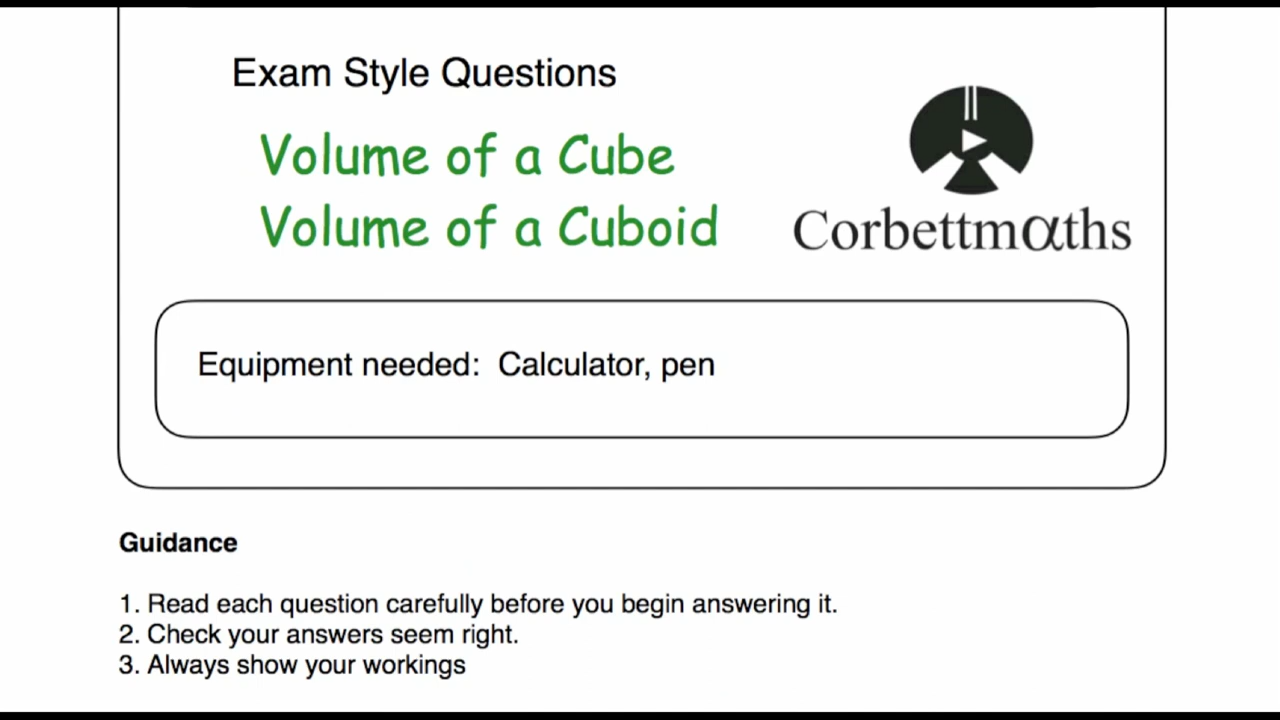 Exam Style Questions
Volume of a Cube
Volume of a Cuboid
Corbettmαths
Equipment needed: Calculator, pen
Guidance
1. Read each question carefully before you begin answering it.
2. Check your answers seem right.
3. Always show your workings